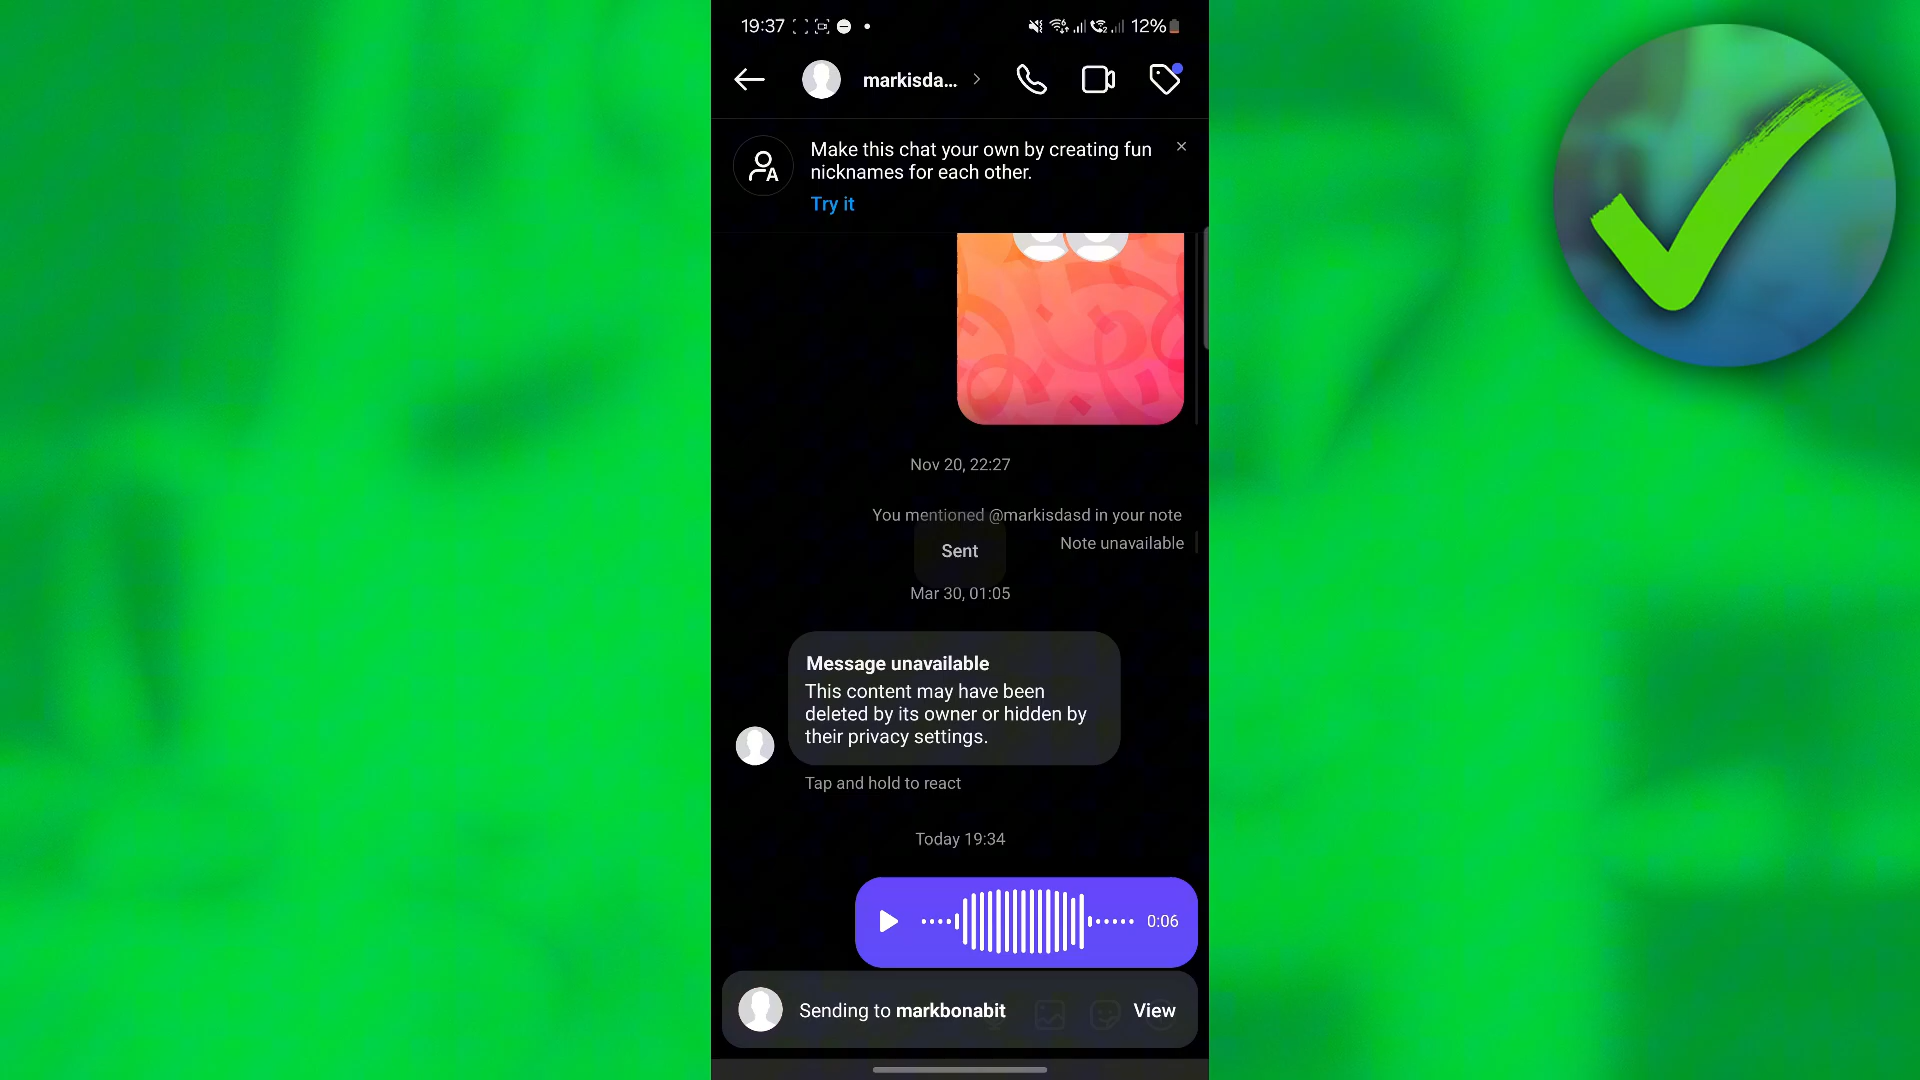 19:37
12%
markisda...
Make this chat your own by creating fun
nicknames for each other.
Try it
Nov 20, 22:27
You mentioned @markisdasd in your note
Note unavailable
Sent
Mar 30, 01:05
Message unavailable
This content may have been
deleted by its owner or hidden by
their privacy settings.
Tap and hold to react
Today 19:34
0:06
Sending to markbonabit
View